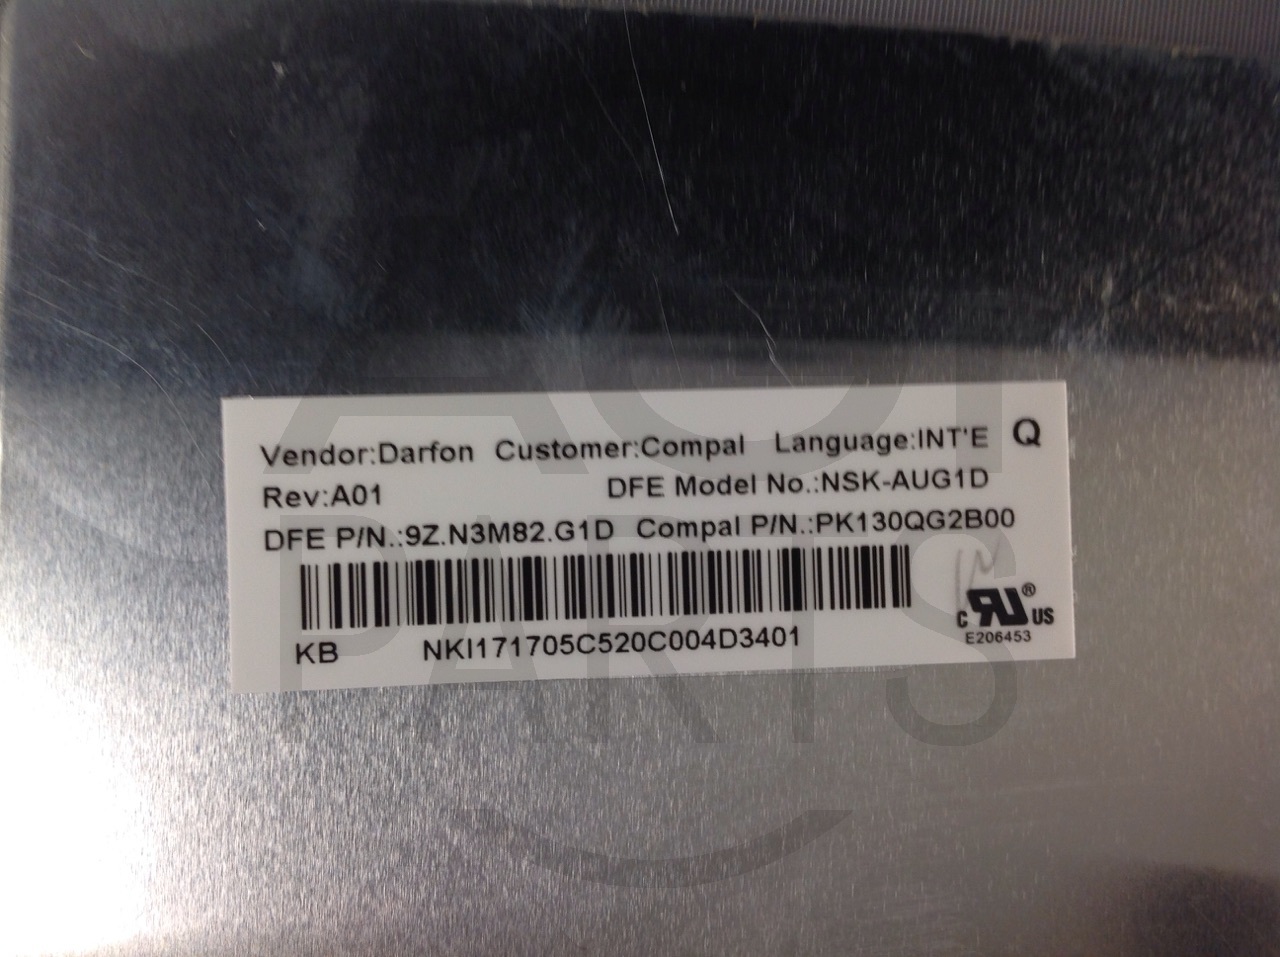 Vendor:Darfon Customer:Compal Language:INT'E Q
Rev:A01 DFE Model No.:NSK-AUG1D
DFE P/N.:9Z.N3M82.G1D Compal P/N.:PK130QG2B00
KB NKI171705C520C004D3401
c RU ® US
E206453
PARTS